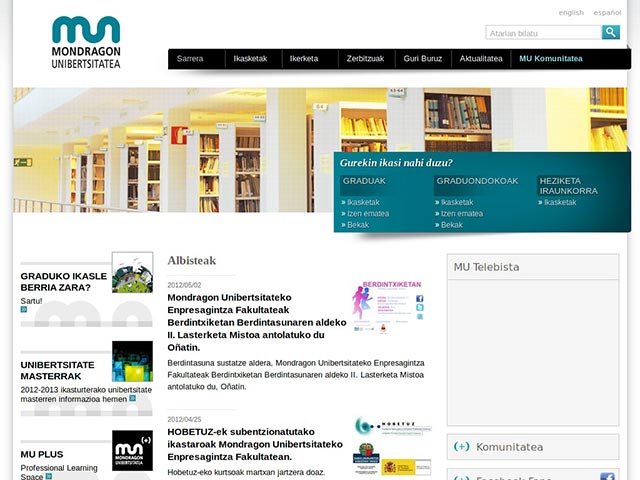 english español
MONDRAGON
UNIBERTSITATEA
Atarian bilatu
Sarrera Ikasketak Ikerketa Zerbitzuak Guri Buruz Aktualitatea MU Komunitatea
64
Gurekin ikasi nahi duzu?
GRADUAK
» Ikasketak
» Izen ematea
» Bekak
GRADUONDOKOAK
» Ikasketak
» Izen ematea
» Bekak
HEZIKETA
IRAUNKORRA
» Ikasketak
GRADUKO IKASLE
BERRIA ZARA?
Sartu!
UNIBERTSITATE
MASTERRAK
2012-2013 ikasturterako unibertsitate
masterren informazioa hemen
MU PLUS
Professional Learning
Space
MONDRAGON
UNIBERTSITATEA
Albisteak
2012/05/02
Mondragon Unibertsitateko
Enpresagintza Fakultateak
Berdintxiketan Berdintasunaren aldeko
II. Lasterketa Mistoa antolatuko du
Oñatin.
BERDINTXIKETAN
Berdintasuna sustatze aldera, Mondragon Unibertsitateko Enpresagintza
Fakultateak Berdintxiketan Berdintasunaren aldeko II. Lasterketa Mistoa
antolatuko du, Oñatin.
2012/04/25
HOBETUZ-ek subentzionatutako
ikastaroak Mondragon Unibertsitateko
Enpresagintza Fakultatean.
HOBETUZ
Hobetuz-eko kurtsoak martxan jartzera doaz.
MU Telebista
(+) Komunitatea
(+) Facebook Fans